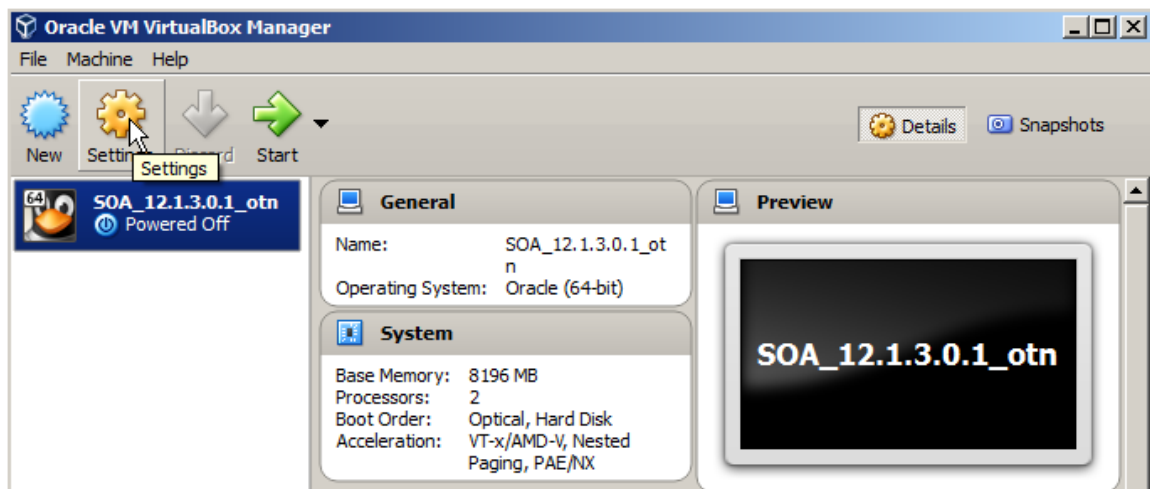 Oracle VM VirtualBox Manager
File Machine Help
New Settings Start
Settings
Details Snapshots
64
SOA_12.1.3.0.1_otn
Powered Off
General
Name: SOA_12.1.3.0.1_ot
n
Operating System: Oracle (64-bit)
System
Base Memory: 8196 MB
Processors: 2
Boot Order: Optical, Hard Disk
Acceleration: VT-x/AMD-V, Nested
Paging, PAE/NX
Preview
SOA_12.1.3.0.1_otn